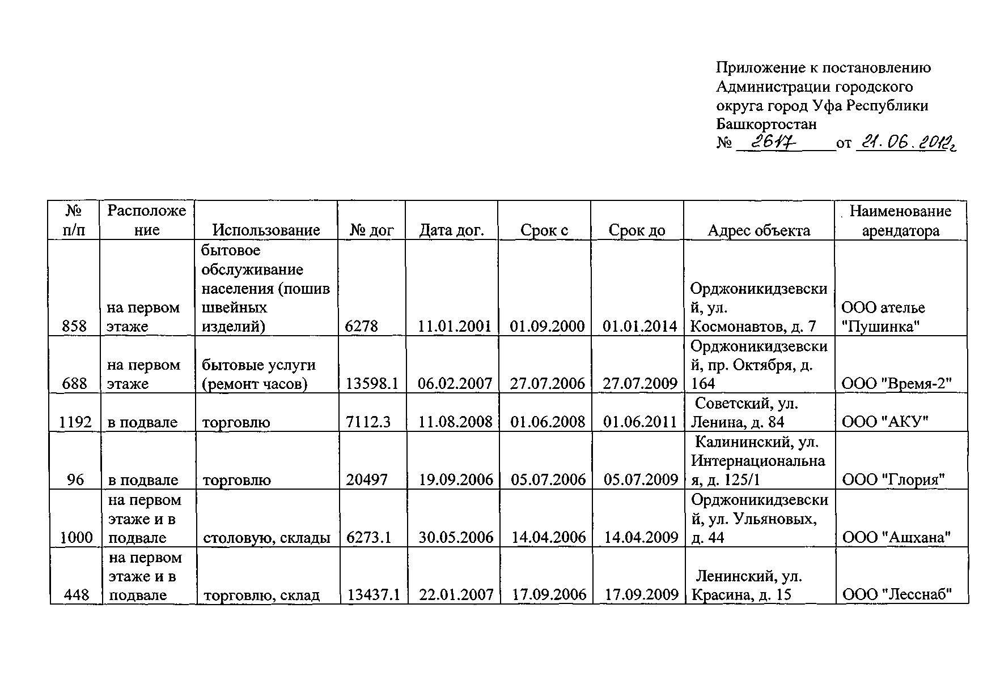 Приложение к постановлению
Администрации городского
округа город Уфа Республики
Башкортостан
№ 2617 от 21.06.2012г
№ п/п Расположе ние Использование № дог Дата дог. Срок с Срок до Адрес объекта Наименование арендатора
бытовое
обслуживание
населения (пошив Орджоникидзевски
на первом швейных й, ул. ООО ателье
858 этаже изделий) 6278 11.01.2001 01.09.2000 01.01.2014 Космонавтов, д. 7 "Пушинка"
Орджоникидзевски
на первом бытовые услуги й, пр. Октября, д.
688 этаже (ремонт часов) 13598.1 06.02.2007 27.07.2006 27.07.2009 164 ООО "Время-2"
Советский, ул.
1192 в подвале торговлю 7112.3 11.08.2008 01.06.2008 01.06.2011 Ленина, д. 84 ООО "АКУ"
Калининский, ул.
Интернациональна
96 в подвале торговлю 20497 19.09.2006 05.07.2006 05.07.2009 я, д. 125/1 ООО "Глория"
на первом Орджоникидзевски
этаже и в й, ул. Ульяновых,
1000 подвале столовую, склады 6273.1 30.05.2006 14.04.2006 14.04.2009 д. 44 ООО "Ашхана"
на первом
этаже и в Ленинский, ул.
448 подвале торговлю, склад 13437.1 22.01.2007 17.09.2006 17.09.2009 Красина, д. 15 ООО "Лесснаб"